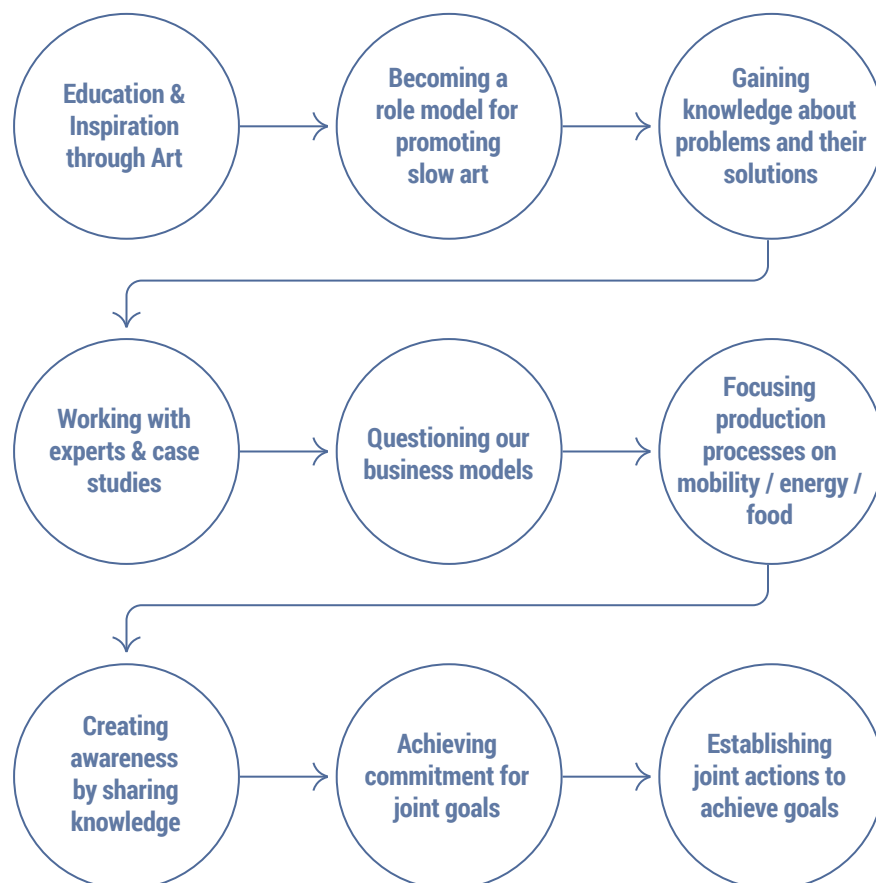 Education &
Inspiration
through Art
Becoming a
role model for
promoting
slow art
Gaining
knowledge about
problems and their
solutions
Working with
experts & case
studies
Questioning our
business models
Focusing
production
processes on
mobility / energy /
food
Creating
awareness
by sharing
knowledge
Achieving
commitment for
joint goals
Establishing
joint actions to
achieve goals